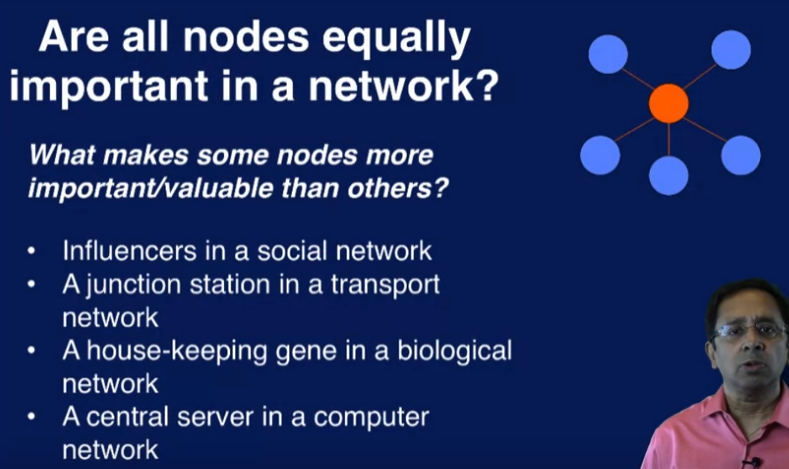 Are all nodes equally
important in a network?
What makes some nodes more
important/valuable than others?
• Influencers in a social network
• A junction station in a transport
network
• A house-keeping gene in a biological
network
• A central server in a computer
network